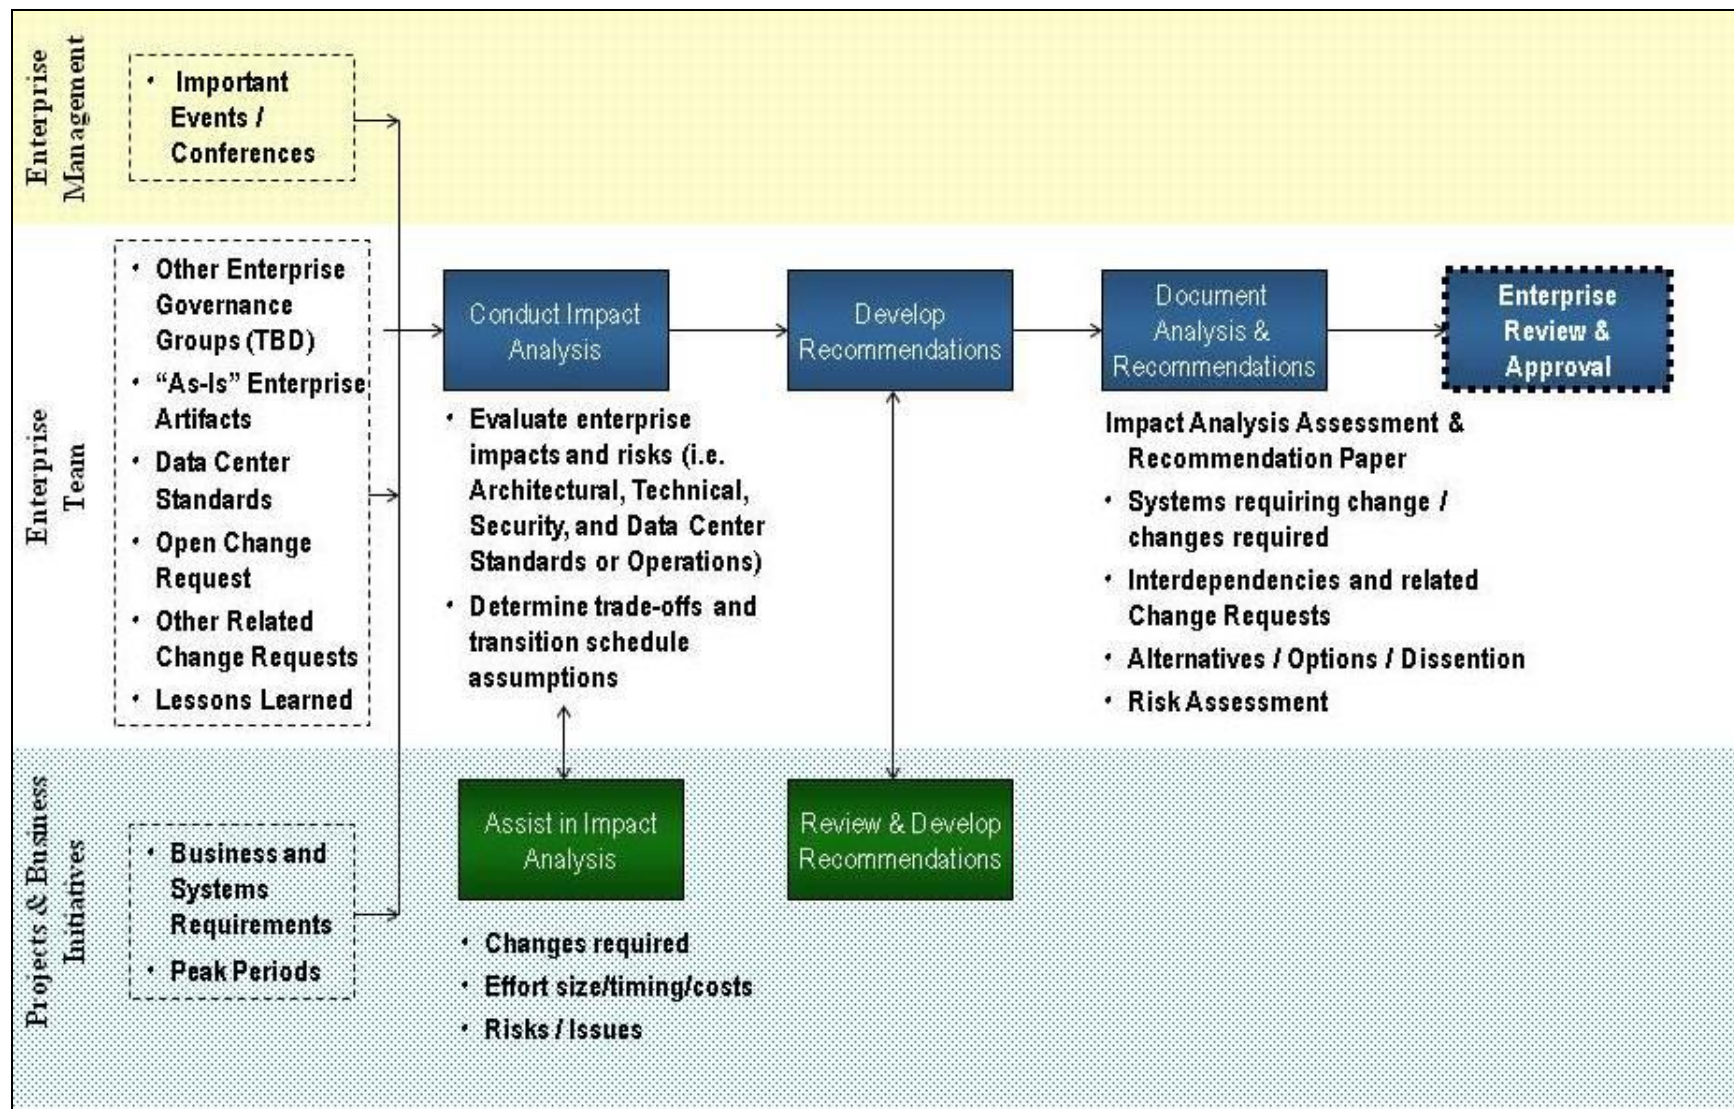 Enterprise
Management
• Important
Events /
Conferences
Enterprise
Team
• Other Enterprise
Governance
Groups (TBD)
• “As-Is” Enterprise
Artifacts
• Data Center
Standards
• Open Change
Request
• Other Related
Change Requests
• Lessons Learned
Conduct Impact
Analysis
• Evaluate enterprise
impacts and risks (i.e.
Architectural, Technical,
Security, and Data Center
Standards or Operations)
• Determine trade-offs and
transition schedule
assumptions
Develop
Recommendations
Document
Analysis &
Recommendations
Impact Analysis Assessment &
Recommendation Paper
• Systems requiring change /
changes required
• Interdependencies and related
Change Requests
• Alternatives / Options / Dissention
• Risk Assessment
Enterprise
Review &
Approval
Projects & Business
Initiatives
• Business and
Systems
Requirements
• Peak Periods
Assist in Impact
Analysis
• Changes required
• Effort size/timing/costs
• Risks / Issues
Review & Develop
Recommendations